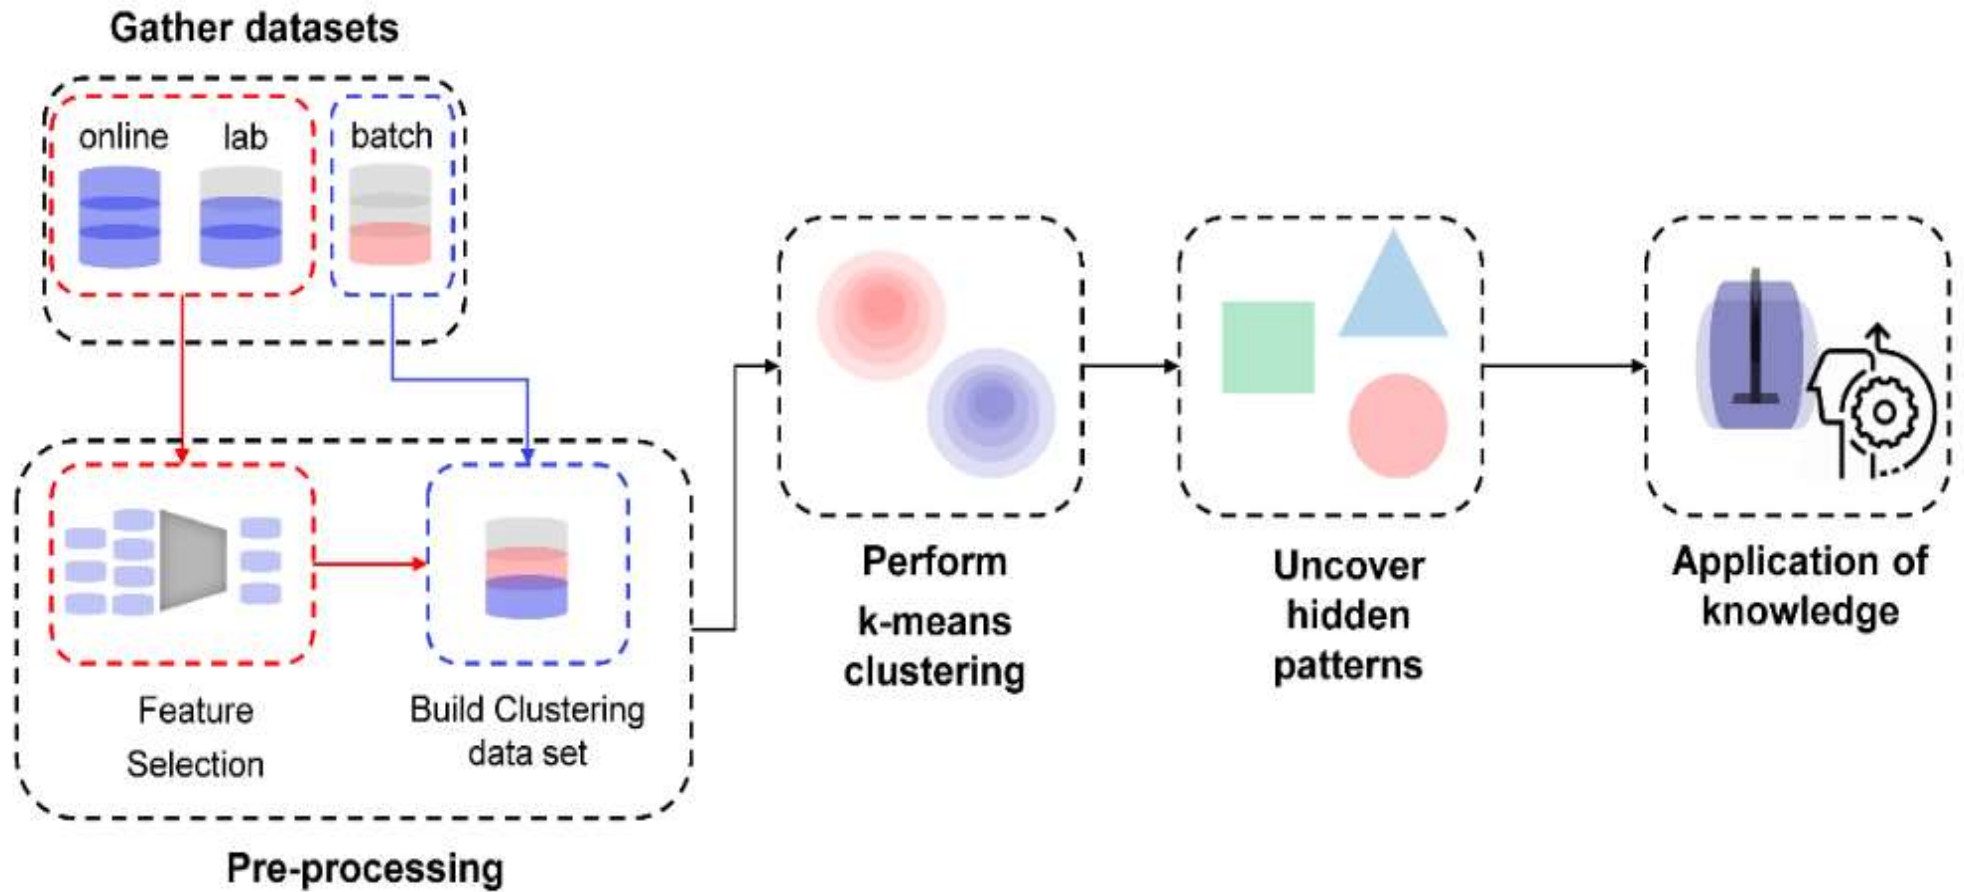 Gather datasets
online lab batch
Feature
Selection
Build Clustering
data set
Pre-processing
Perform
k-means
clustering
Uncover
hidden
patterns
Application of
knowledge